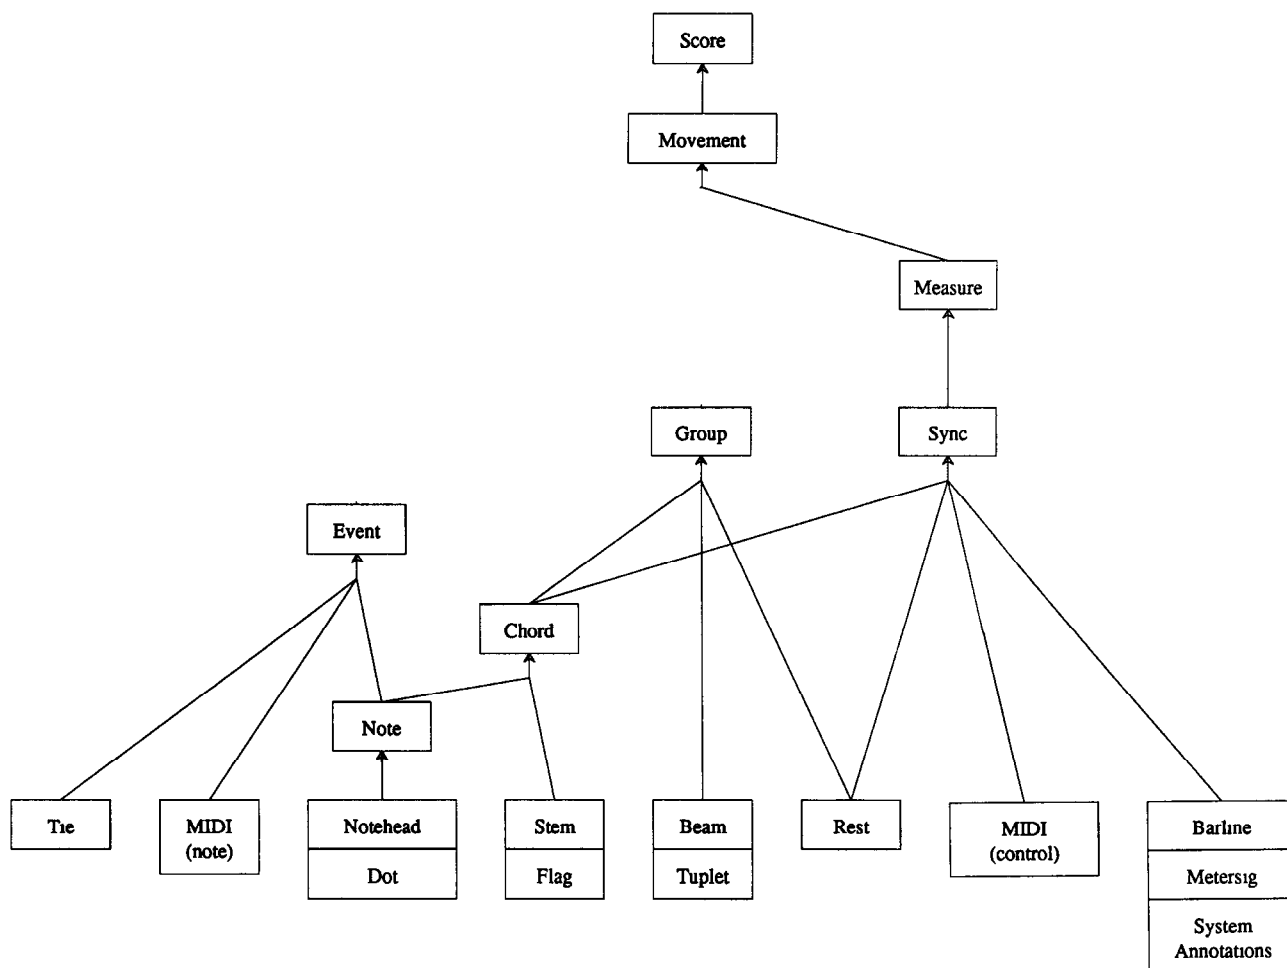 Score
Movement
Measure
Group
Sync
Event
Chord
Note
Tie
MIDI
(note)
Notehead
Dot
Stem
Flag
Beam
Tuplet
Rest
MIDI
(control)
Barline
Metersig
System
Annotations